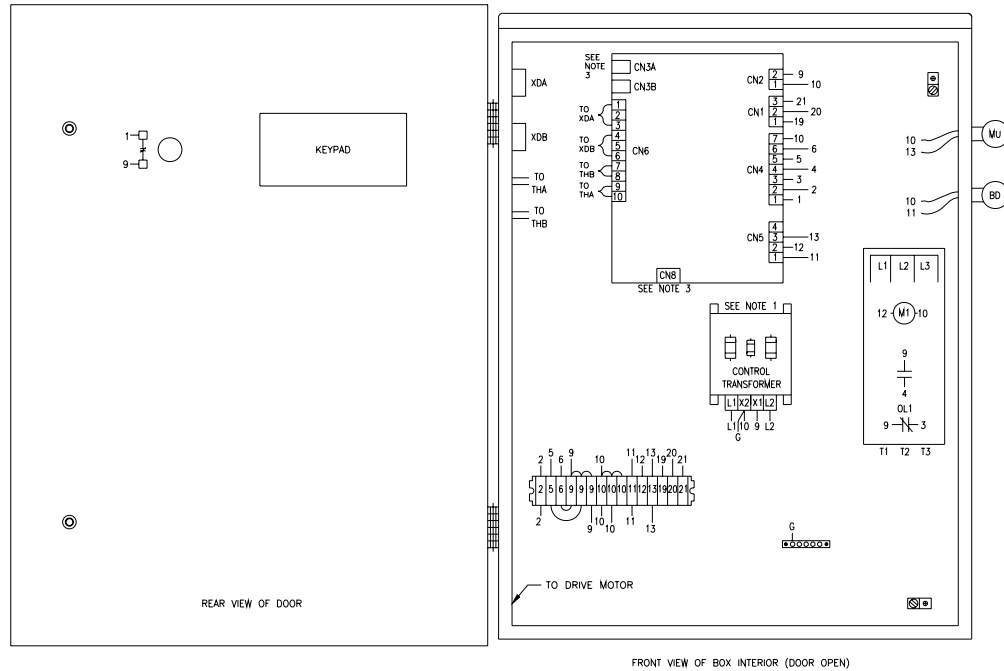 1
9
KEYPAD
REAR VIEW OF DOOR
XDA
XDB
TO
THA
TO
THB
SEE
NOTE
3
CN3A
CN3B
TO
XDA
TO
XDB
TO
THB
TO
THA
1
2
3
4
5
6
7
8
9
10
CN6
CN8
SEE NOTE 3
CN2
2 9
1 10
CN1
3 21
2 20
1 19
CN4
7 10
6 6
5 5
4 4
3 3
2 2
1 1
CN5
4
3 13
2 12
1 11
10
13
MU
10
11
BD
L1 L2 L3
12 M1 10
9
4
OL1
9 3
T1 T2 T3
SEE NOTE 1
CONTROL
TRANSFORMER
L1 X2 X1 L2
L1 10 9 L2
G
2 5 6 9 10 11 12 13 19 20 21
2 5 6 9 9 9 10 10 10 11 12 13 19 20 21
2 9 10 10 11 13
G
TO DRIVE MOTOR
FRONT VIEW OF BOX INTERIOR (DOOR OPEN)